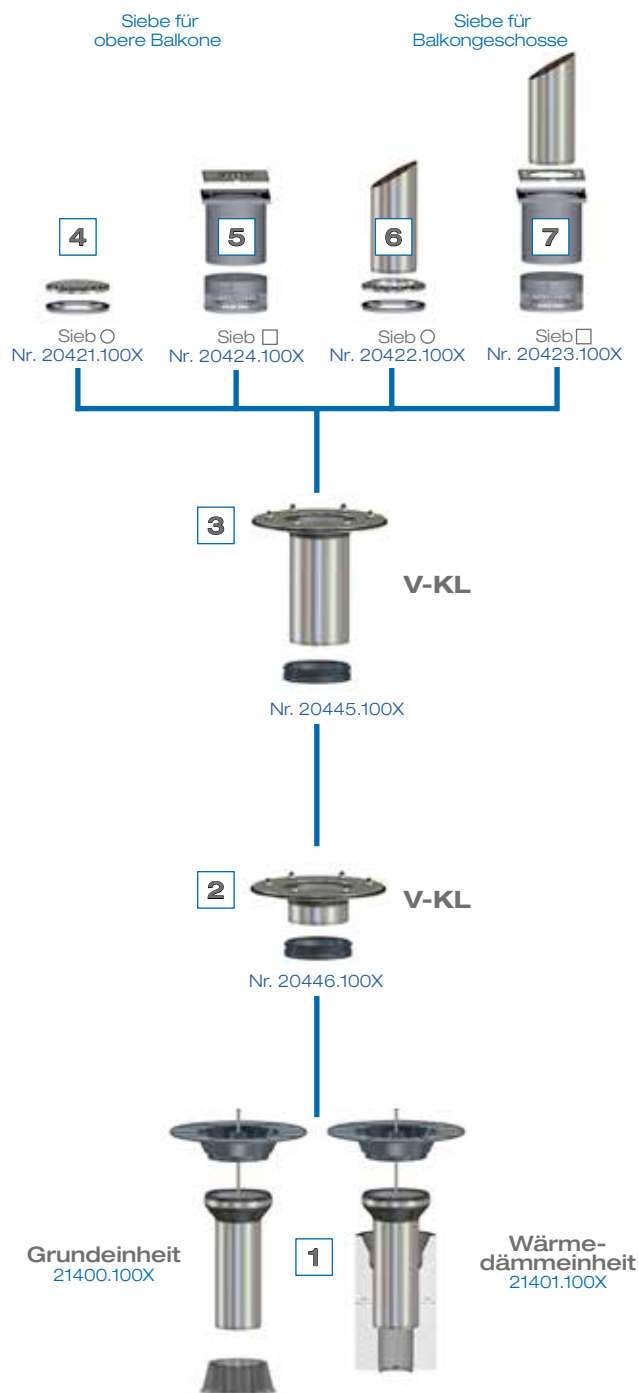 Siebe für
obere Balkone
Siebe für
Balkongeschosse
4
5
6
7
Sieb
Nr. 20421.100X
Sieb
Nr. 20424.100X
Sieb
Nr. 20422.100X
Sieb
Nr. 20423.100X
3
V-KL
Nr. 20445.100X
2
V-KL
Nr. 20446.100X
Grundeinheit
21400.100X
1
Wärme-
dämmeinheit
21401.100X